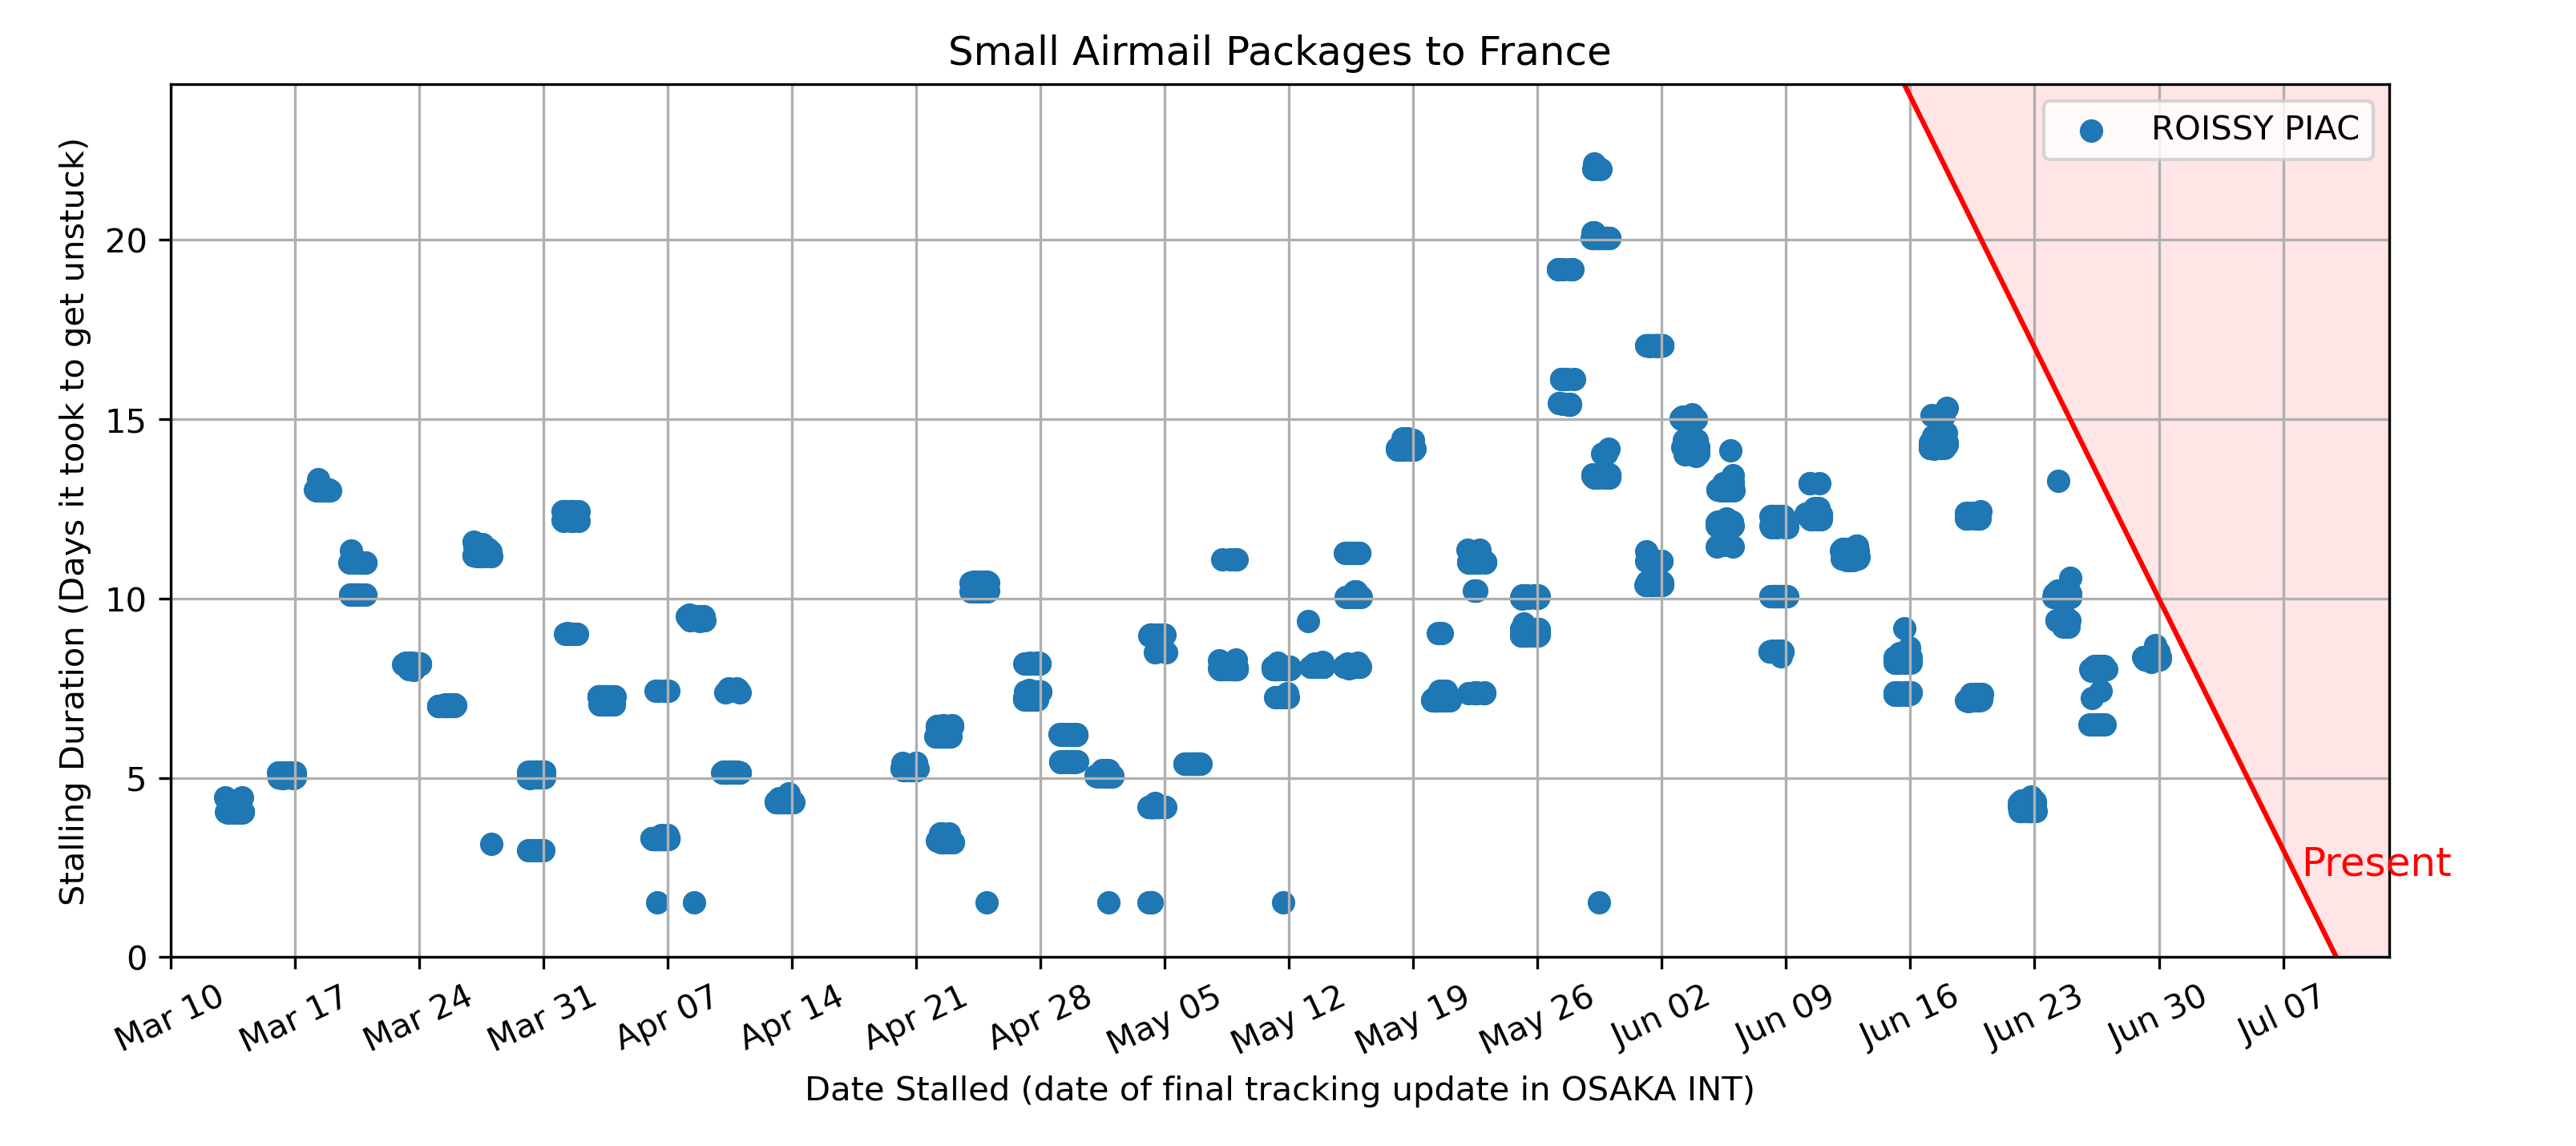 Small Airmail Packages to France
ROISSY PIAC
Stalling Duration (Days it took to get unstuck)
20
15
10
5
0
Present
Mar 10 Mar 17 Mar 24 Mar 31 Apr 07 Apr 14 Apr 21 Apr 28 May 05 May 12 May 19 May 26 Jun 02 Jun 09 Jun 16 Jun 23 Jun 30 Jul 07
Date Stalled (date of final tracking update in OSAKA INT)